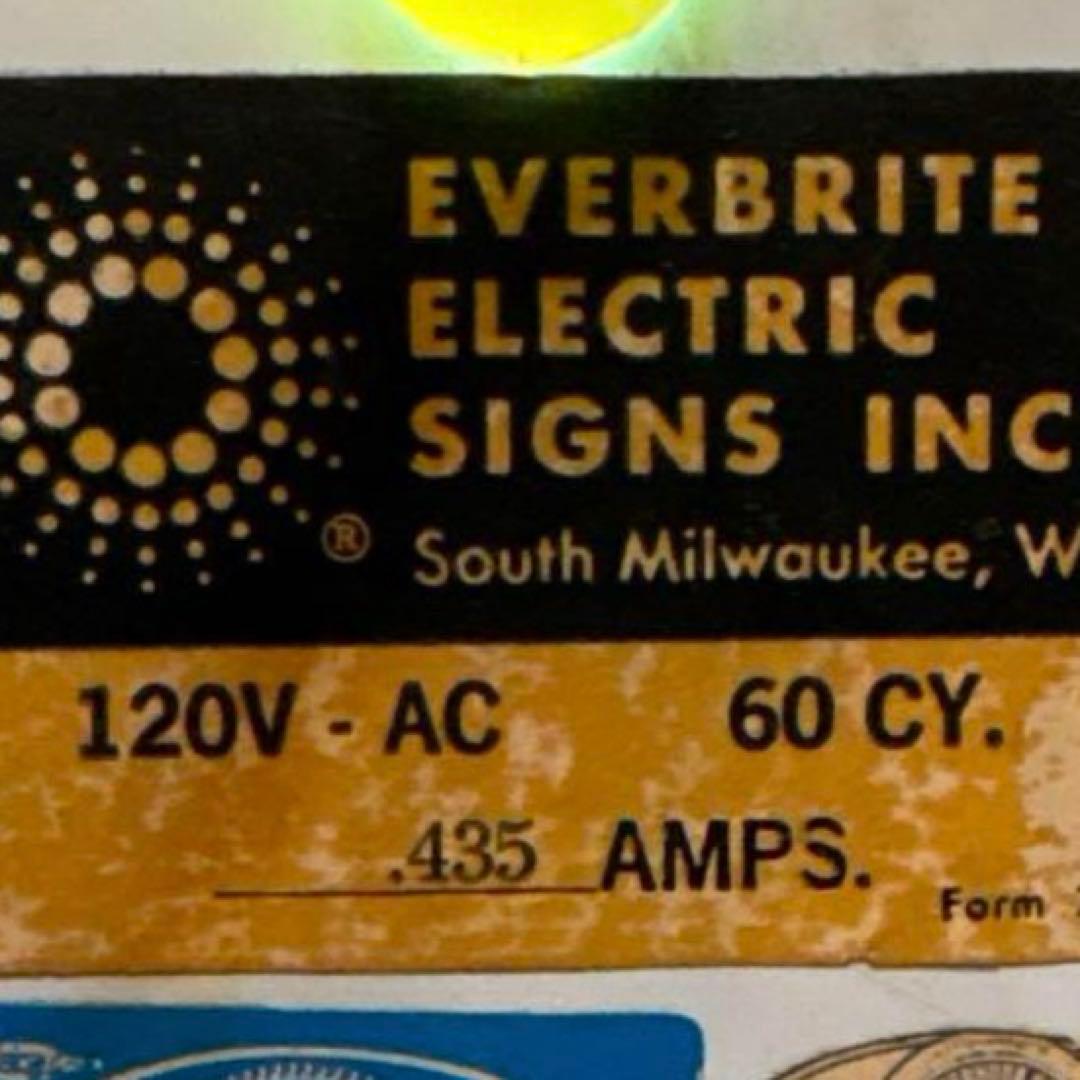 EVERBRITE
ELECTRIC
SIGNS INC
® South Milwaukee, W
120V - AC 60 CY.
.435 AMPS.
Form